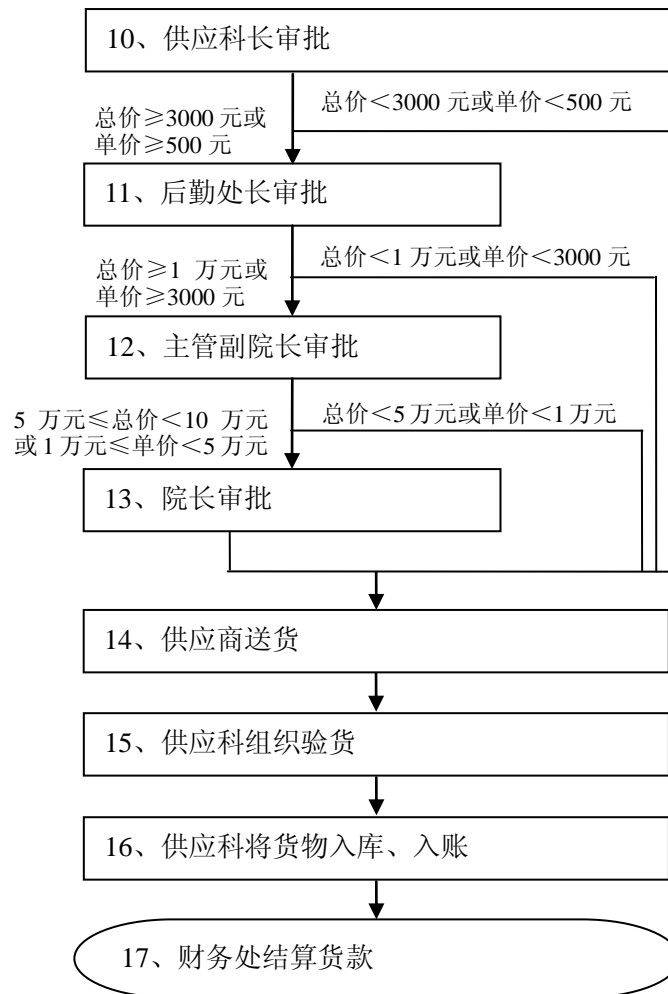 10、供应科长审批
总价＜3000 元或单价＜500 元
总价≥3000 元或
单价≥500 元
11、后勤处长审批
总价＜1 万元或单价＜3000 元
总价≥1 万元或
单价≥3000 元
12、主管副院长审批
总价＜5 万元或单价＜1 万元
5 万元≤总价＜10 万元
或 1 万元≤单价＜5 万元
13、院长审批
14、供应商送货
15、供应科组织验货
16、供应科将货物入库、入账
17、财务处结算货款